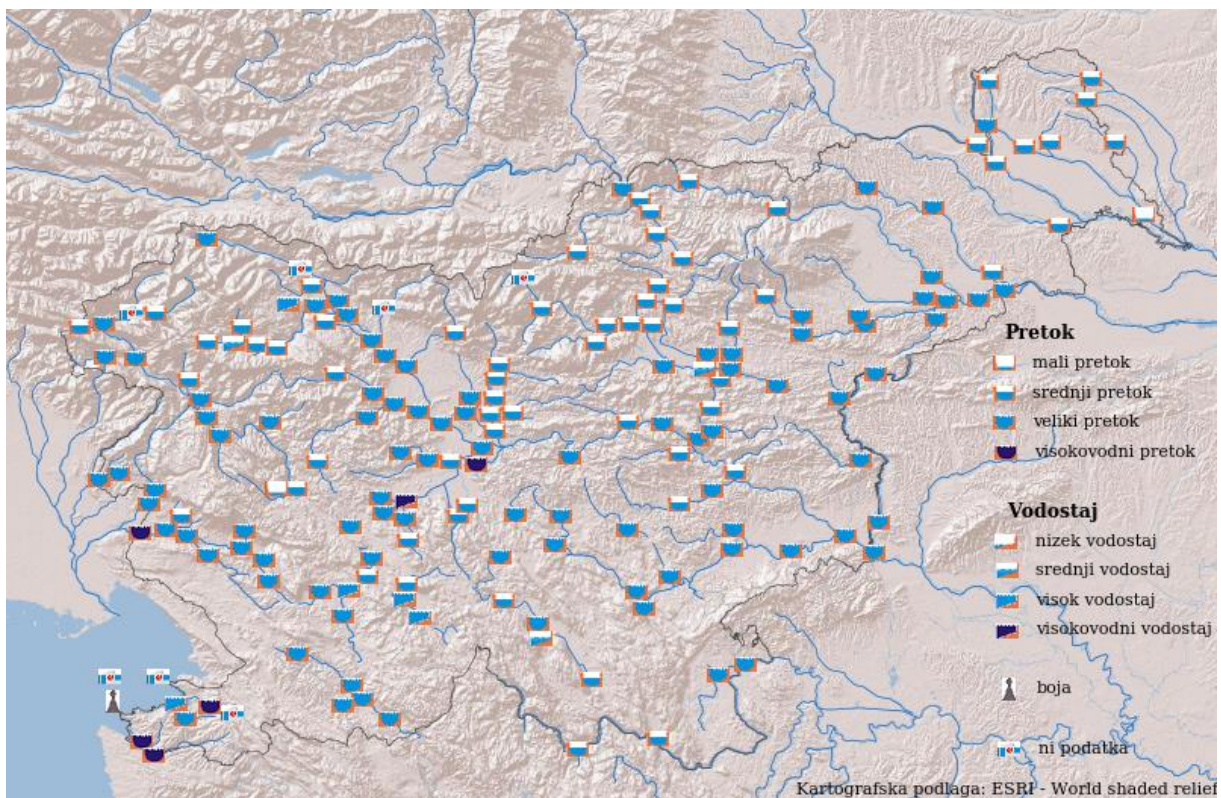 Pretok
mali pretok
srednji pretok
veliki pretok
visokovodni pretok
Vodostaj
nizek vodostaj
srednji vodostaj
visok vodostaj
visokovodni vodostaj
boja
ni podatka
Kartografska podlaga: ESRI - World shaded relief